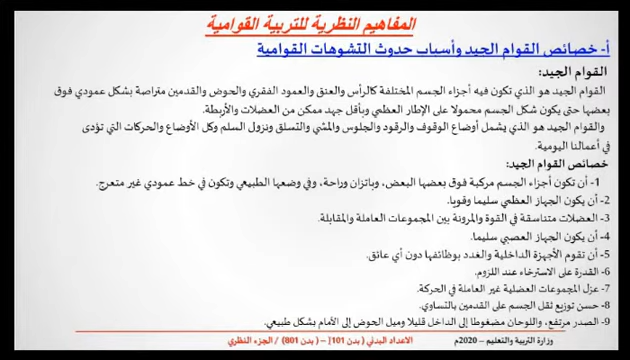 المفاهيم النظرية للتربية القوامية
أ- خصائص القوام الجيد وأسباب حدوث التشوهات القوامية
القوام الجيد:
القوام الجيد هو الذي تكون فيه أجزاء الجسم المختلفة كالرأس والعنق والعمود الفقري والحوض والقدمين متراصة بشكل عمودي فوق
بعضها حتى يكون شكل الجسم محمولا على الإطار العظمي وبأقل جهد ممكن من العضلات والأربطة.
والقوام الجيد هو الذي يشمل أوضاع الوقوف والرقود والجلوس والمشي والتسلق ونزول السلم وكل الأوضاع والحركات التي تؤدى
في أعمالنا اليومية.
خصائص القوام الجيد:
1- أن تكون أجزاء الجسم مركبة فوق بعضها البعض، وباتزان وراحة، وفي وضعها الطبيعي وتكون في خط عمودي غير متعرج.
2- أن يكون الجهاز العظمي سليما وقويا.
3- العضلات متناسقة في القوة والمرونة بين المجموعات العاملة والمقابلة.
4- أن يكون الجهاز العصبي سليما.
5- أن تقوم الأجهزة الداخلية والغدد بوظائفها دون أي عائق.
6- القدرة على الاسترخاء عند اللزوم.
7- عزل المجموعات العضلية غير العاملة في الحركة.
8- حسن توزيع ثقل الجسم على القدمين بالتساوي.
9- الصدر مرتفع، واللوحان مضغوطا إلى الداخل قليلا وميل الحوض إلى الأمام بشكل طبيعي.
وزارة التربية والتعليم – 2020م
الاعداد البدني ( بدن 101) – ( بدن 801) / الجزء النظري